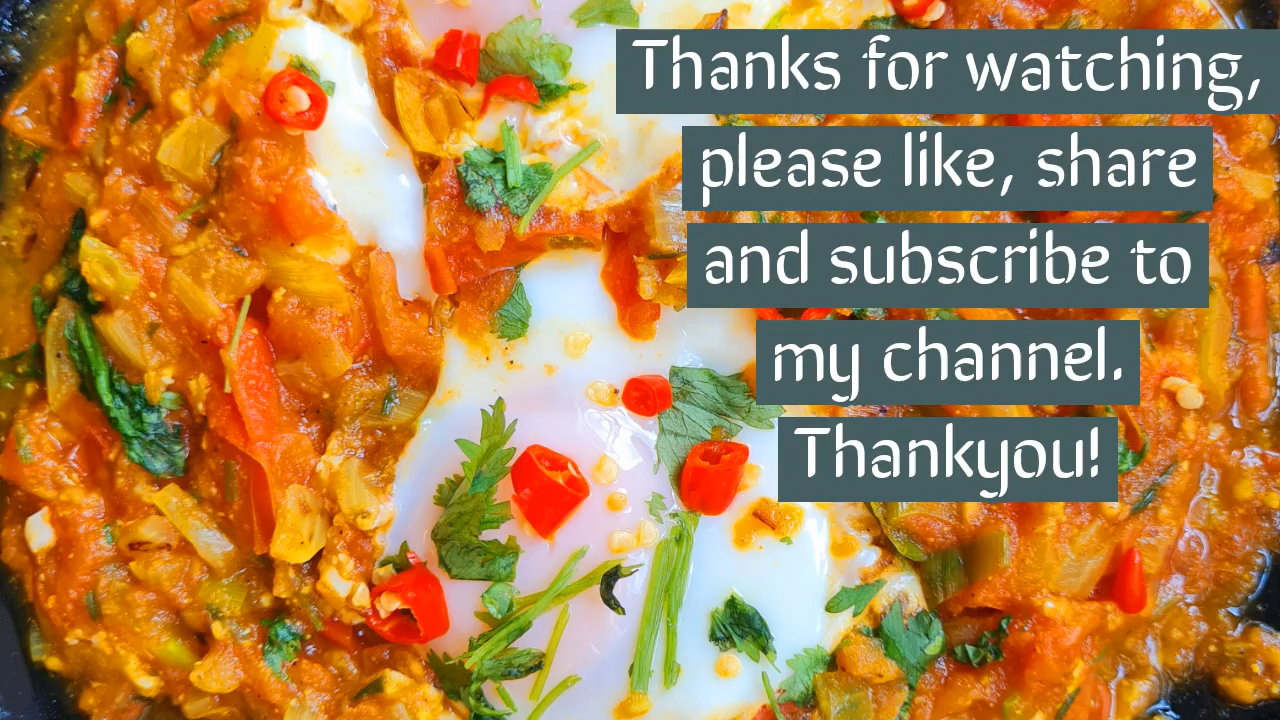 Thanks for watching,
please like, share
and subscribe to
my channel.
Thankyou!